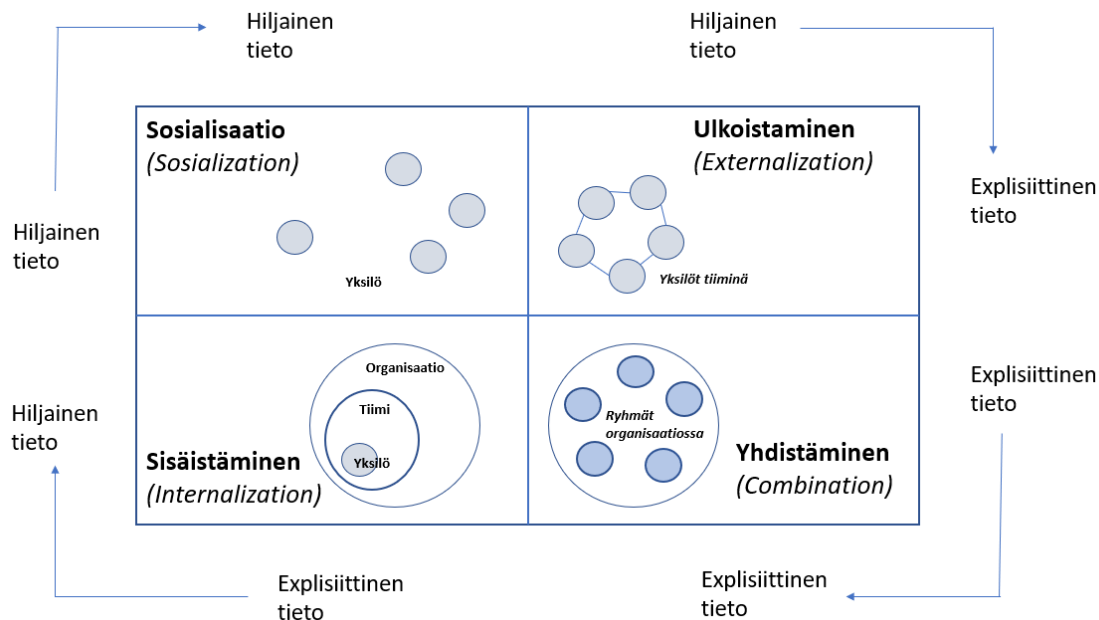 Hiljainen
tieto
Hiljainen
tieto
Sosialisaatio
(Sosialization)
Yksilö
Ulkoistaminen
(Externalization)
Yksilöt tiiminä
Hiljainen
tieto
Explisiittinen
tieto
Hiljainen
tieto
Organisaatio
Tiimi
Yksilö
Sisäistäminen
(Internalization)
Ryhmät
organisaatiossa
Yhdistäminen
(Combination)
Explisiittinen
tieto
Explisiittinen
tieto
Explisiittinen
tieto